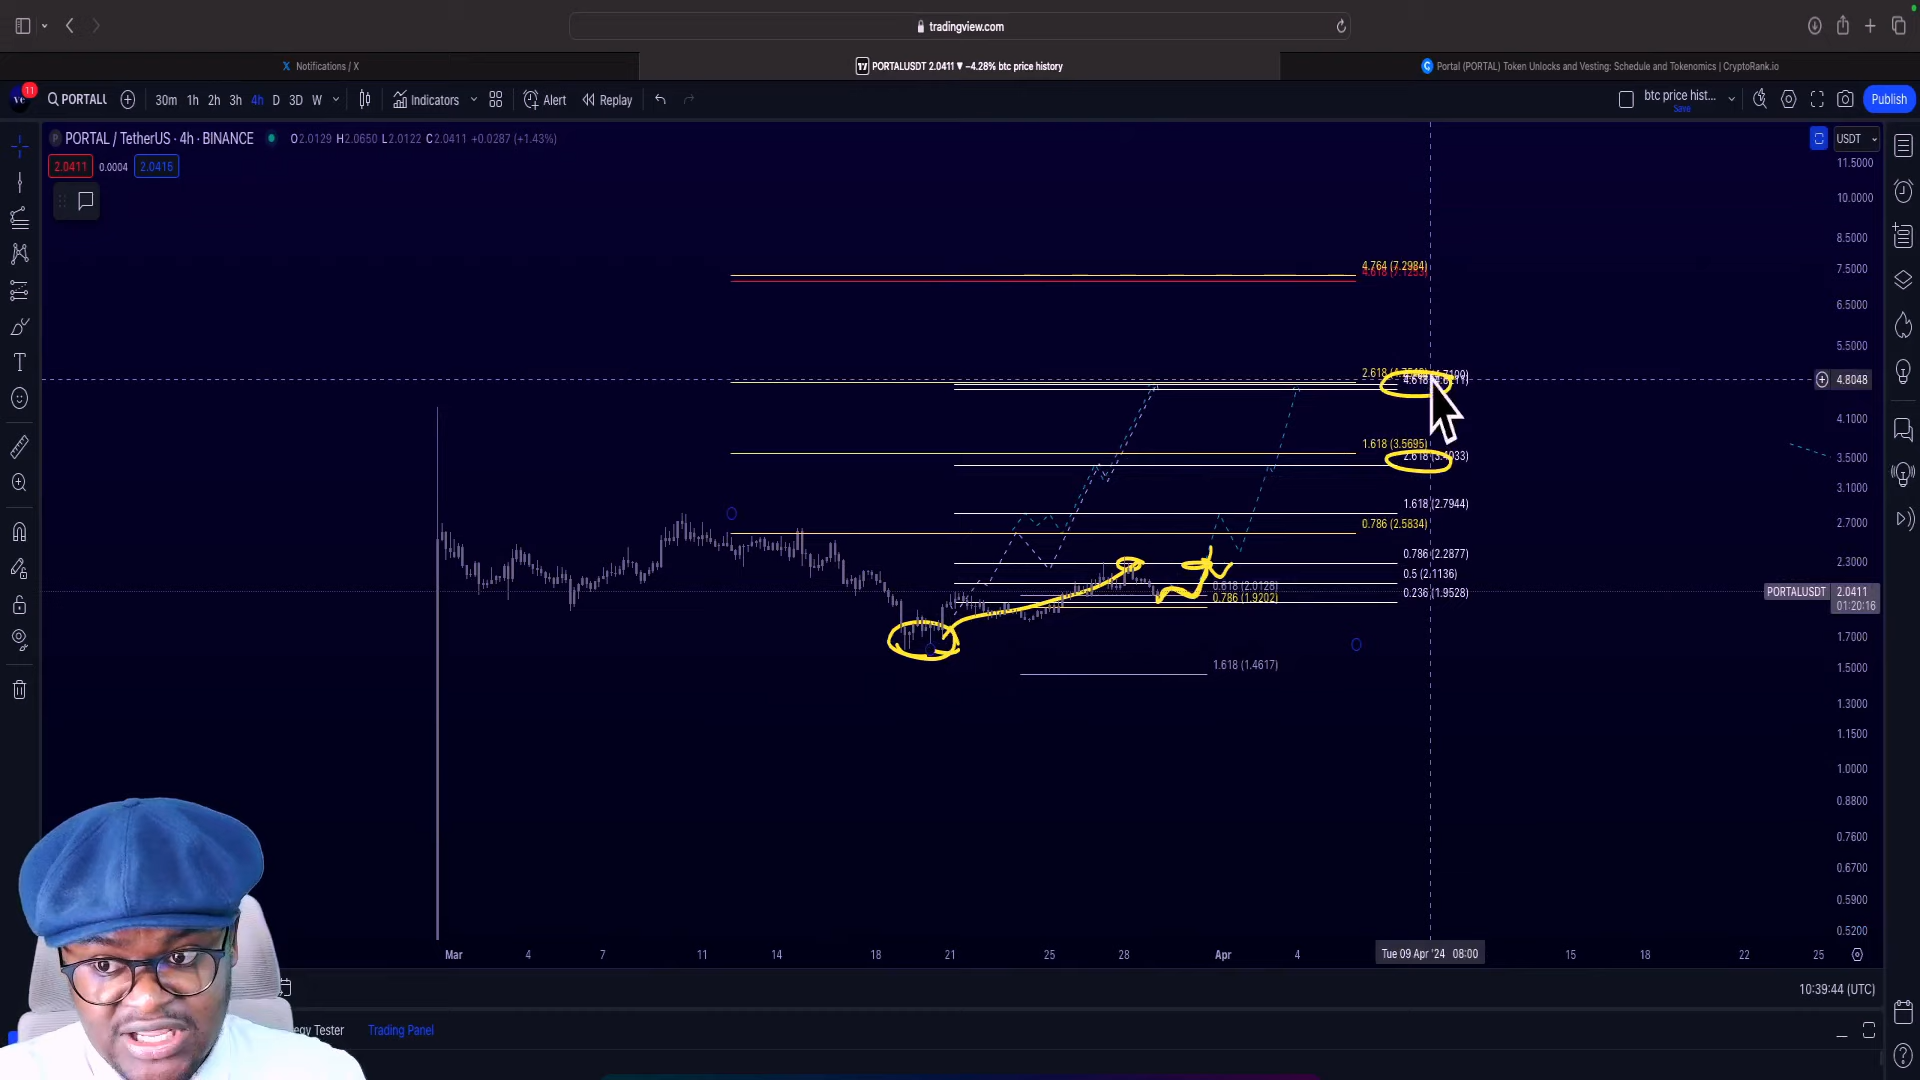 tradingview.com
Notifications / X
PORTALUSDT 2.0411 ▼ −4.28% btc price history
Portal (PORTAL) Token Unlocks and Vesting: Schedule and Tokenomics | CryptoRank.io
11
PORTALU
30m 1h 2h 3h 4h D 3D W
Indicators
Alert
Replay
btc price hist...
Save
Publish
PORTAL / TetherUS · 4h · BINANCE
O2.0129 H2.0650 L2.0122 C2.0411 +0.0287 (+1.43%)
USDT
2.0411 0.0004 2.0415
11.5000
10.0000
8.5000
4.764 (7.2984)
7.5000
6.5000
5.5000
4.8048
4.1000
1.618 (3.5695)
3.5000
3.1000
1.618 (2.7944)
2.7000
0.786 (2.5834)
2.3000
0.786 (2.2877)
0.5 (2.1136)
0.618 (2.0128)
0.786 (1.9202)
0.236 (1.9528)
PORTALUSDT 2.0411
01:20:16
1.7000
1.618 (1.4617)
1.5000
1.3000
1.1500
1.0000
0.8800
0.7600
0.6700
0.5900
0.5200
Mar 4 7 11 14 18 21 25 28 Apr 4 Tue 09 Apr '24 08:00 15 18 22 25
10:39:44 (UTC)
Tester Trading Panel